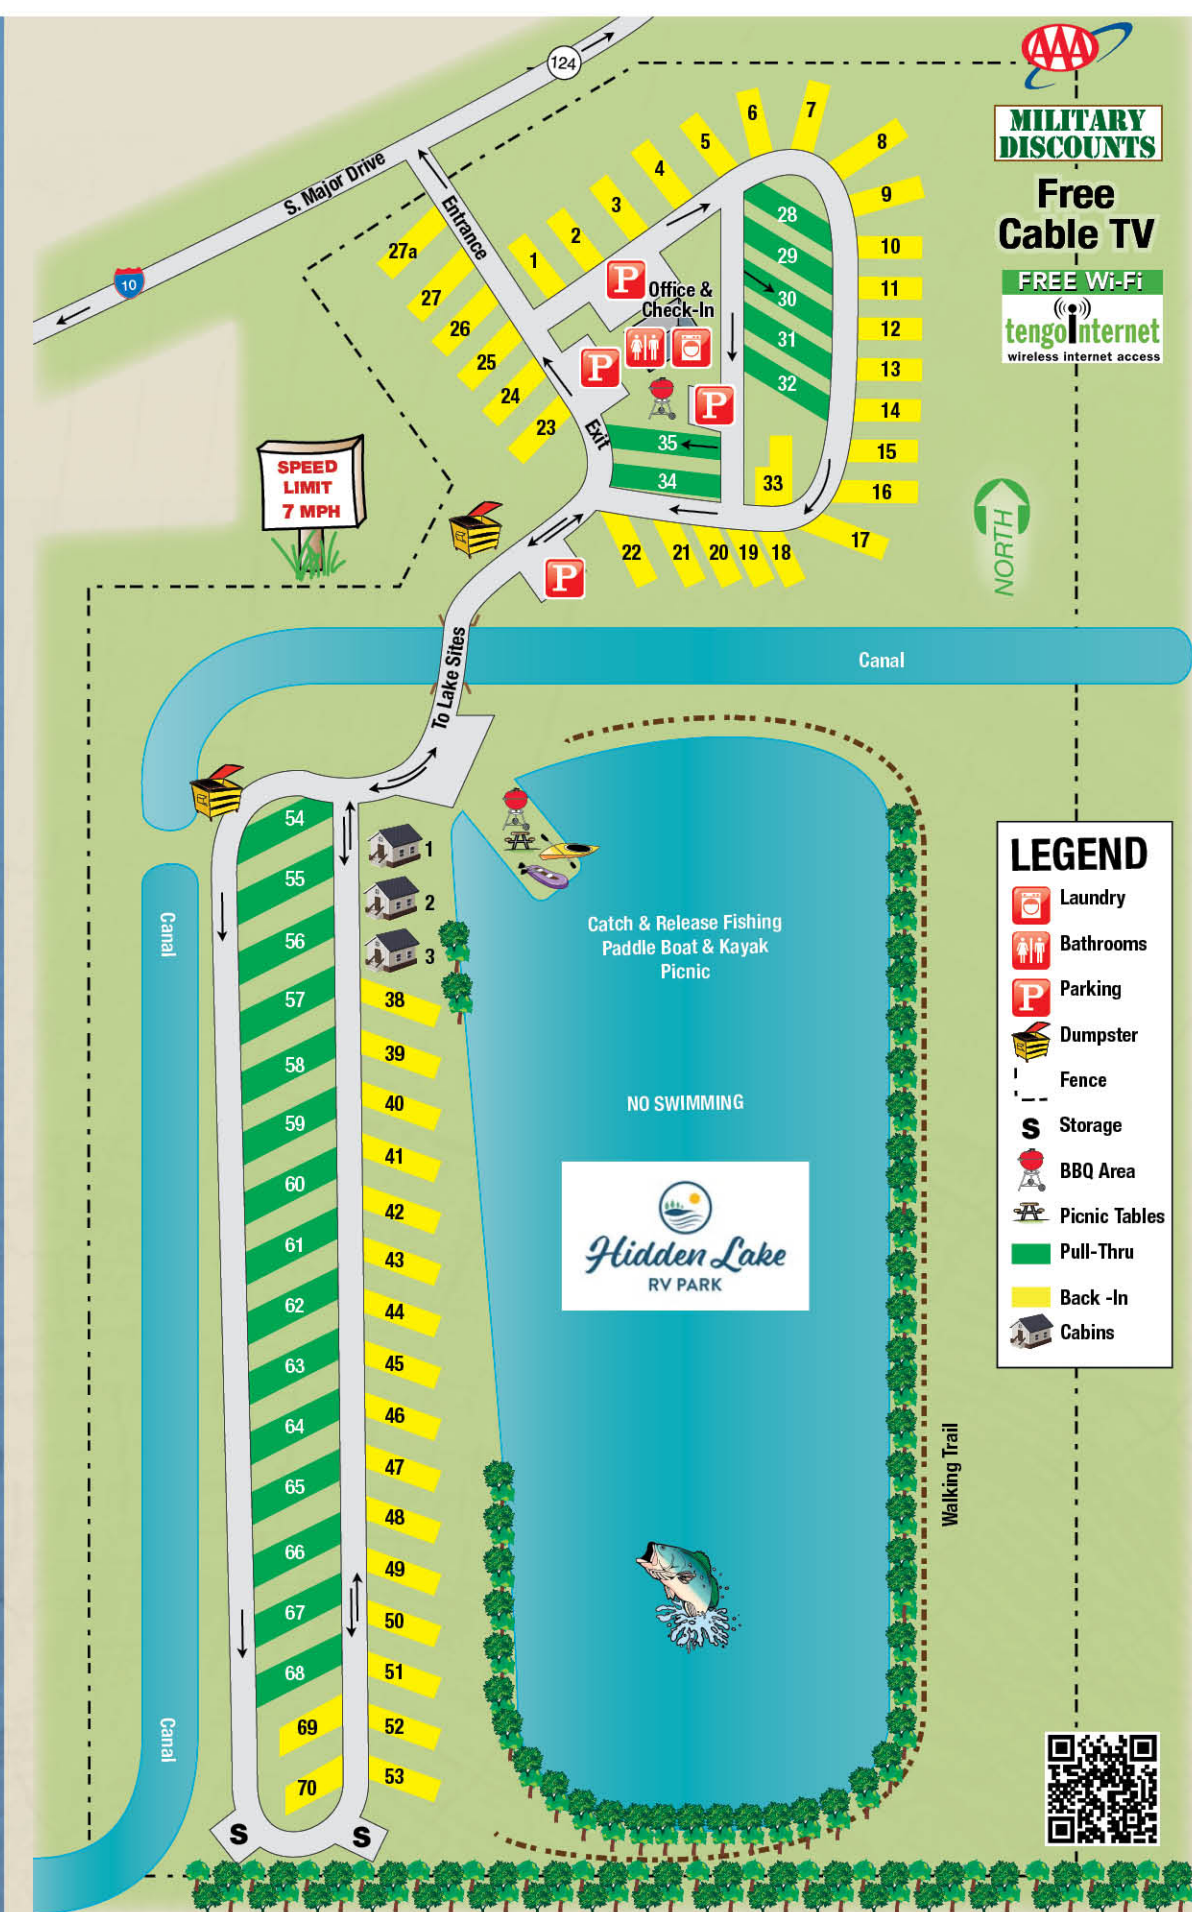 124
S. Major Drive
10
Entrance
AAA
MILITARY
DISCOUNTS
Free
Cable TV
FREE Wi-Fi
tengointernet
wireless internet access
1
2
3
4
5
6
7
8
9
10
11
12
13
14
15
16
17
18
19
20
21
22
23
24
25
26
27
27a
28
29
30
31
32
33
34
35
P
Office &
Check-In
P
P
Exit
P
SPEED
LIMIT
7 MPH
NORTH
To Lake Sites
Canal
Canal
Canal
1
2
3
38
39
40
41
42
43
44
45
46
47
48
49
50
51
52
53
54
55
56
57
58
59
60
61
62
63
64
65
66
67
68
69
70
S
S
Catch & Release Fishing
Paddle Boat & Kayak
Picnic
NO SWIMMING
Hidden Lake
RV PARK
Walking Trail
LEGEND
Laundry
Bathrooms
P Parking
Dumpster
Fence
S Storage
BBQ Area
Picnic Tables
Pull-Thru
Back -In
Cabins